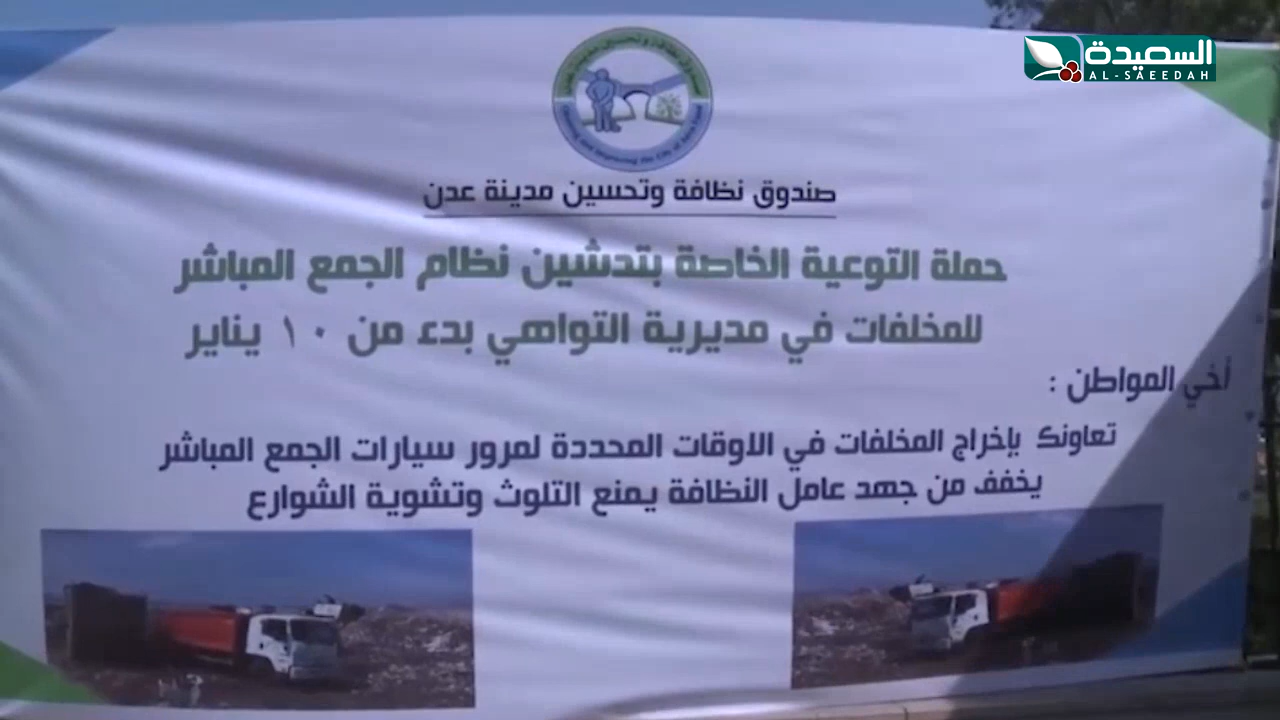 السعيدة
AL-SAEEDAH
صندوق نظافة وتحسين مدينة عدن
حملة التوعية الخاصة بتدشين نظام الجمع المباشر
للمخلفات في مديرية التواهي بدء من ١٠ يناير
أخي المواطن :
تعاونك بإخراج المخلفات في الاوقات المحددة لمرور سيارات الجمع المباشر
يخفف من جهد عامل النظافة يمنع التلوث وتشوية الشوارع